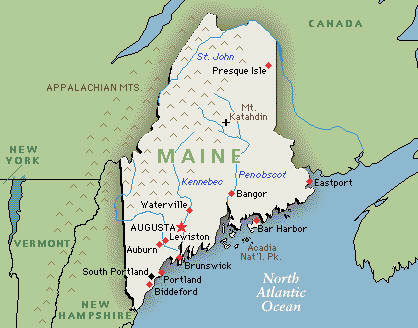 CANADA
St. John
Presque Isle
APPALACHIAN MTS.
Mt.
Katahdin
NEW
YORK
MAINE
Penobscot
Kennebec
Eastport
Bangor
Waterville
AUGUSTA
Bar Harbor
Lewiston
Auburn
Acadia
Nat'l. Pk.
VERMONT
Brunswick
South Portland
Portland
Biddeford
North
Atlantic
Ocean
NEW
HAMPSHIRE